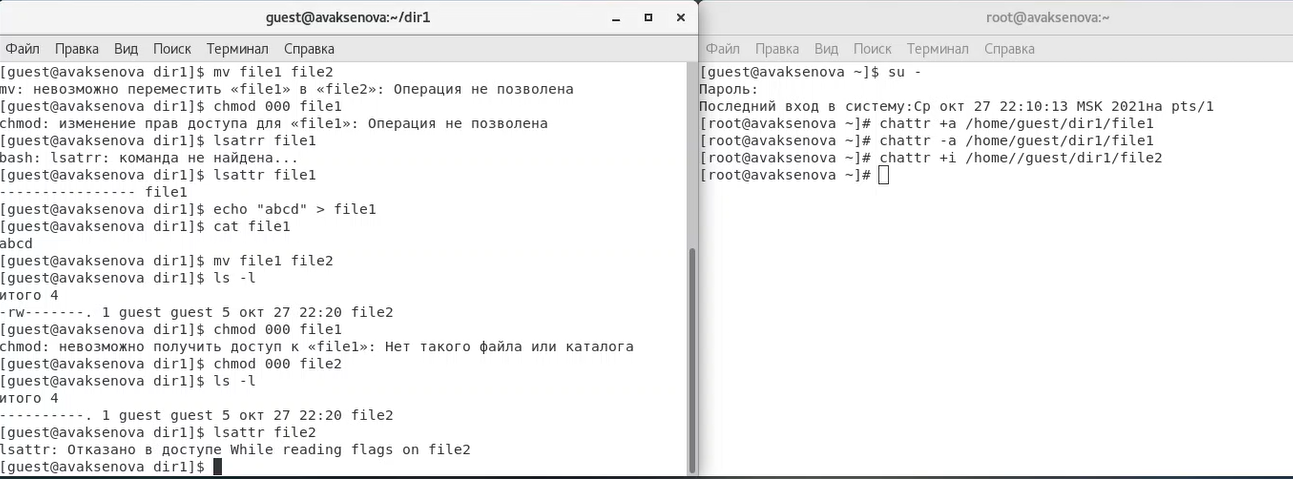 guest@avaksenova:~/dir1
Файл Правка Вид Поиск Терминал Справка
[guest@avaksenova dir1]$ mv file1 file2
mv: невозможно переместить «file1» в «file2»: Операция не позволена
[guest@avaksenova dir1]$ chmod 000 file1
chmod: изменение прав доступа для «file1»: Операция не позволена
[guest@avaksenova dir1]$ lsatrr file1
bash: lsatrr: команда не найдена...
[guest@avaksenova dir1]$ lsattr file1
---------------- file1
[guest@avaksenova dir1]$ echo "abcd" > file1
[guest@avaksenova dir1]$ cat file1
abcd
[guest@avaksenova dir1]$ mv file1 file2
[guest@avaksenova dir1]$ ls -l
итого 4
-rw-------. 1 guest guest 5 окт 27 22:20 file2
[guest@avaksenova dir1]$ chmod 000 file1
chmod: невозможно получить доступ к «file1»: Нет такого файла или каталога
[guest@avaksenova dir1]$ chmod 000 file2
[guest@avaksenova dir1]$ ls -l
итого 4
----------. 1 guest guest 5 окт 27 22:20 file2
[guest@avaksenova dir1]$ lsattr file2
lsattr: Отказано в доступе While reading flags on file2
[guest@avaksenova dir1]$
root@avaksenova:~
Файл Правка Вид Поиск Терминал Справка
[guest@avaksenova ~]$ su -
Пароль:
Последний вход в систему:Ср окт 27 22:10:13 MSK 2021на pts/1
[root@avaksenova ~]# chattr +a /home/guest/dir1/file1
[root@avaksenova ~]# chattr -a /home/guest/dir1/file1
[root@avaksenova ~]# chattr +i /home//guest/dir1/file2
[root@avaksenova ~]#